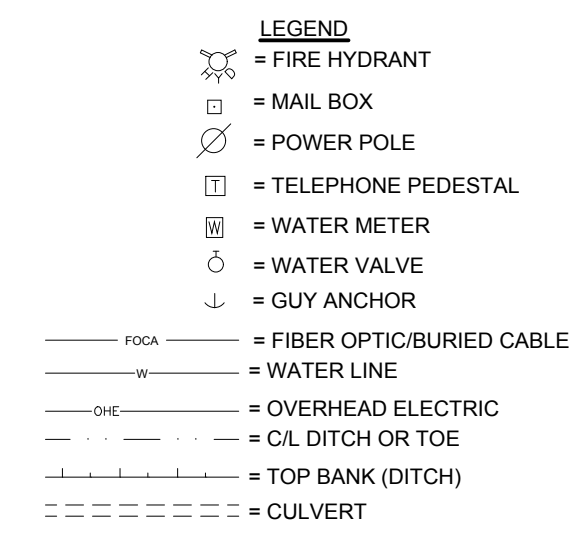 LEGEND
HYD = FIRE HYDRANT
= MAIL BOX
= POWER POLE
T = TELEPHONE PEDESTAL
W = WATER METER
= WATER VALVE
= GUY ANCHOR
FOCA = FIBER OPTIC/BURIED CABLE
W = WATER LINE
OHE = OVERHEAD ELECTRIC
= C/L DITCH OR TOE
= TOP BANK (DITCH)
= CULVERT